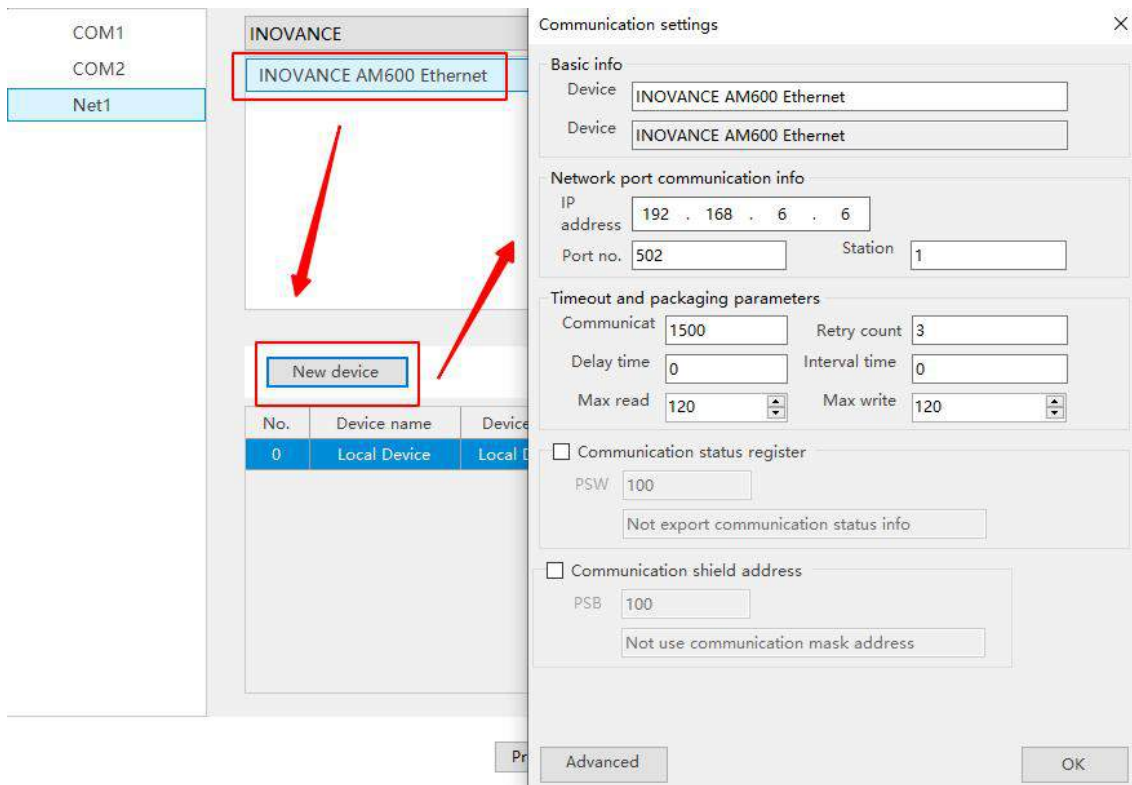 COM1
COM2
Net1
INOVANCE
INOVANCE AM600 Ethernet
New device
No. Device name Device
0 Local Device Local
Pr
Communication settings
Basic info
Device INOVANCE AM600 Ethernet
Device INOVANCE AM600 Ethernet
Network port communication info
IP
address 192 . 168 . 6 . 6
Port no. 502 Station 1
Timeout and packaging parameters
Communicat 1500 Retry count 3
Delay time 0 Interval time 0
Max read 120 Max write 120
Communication status register
PSW 100
Not export communication status info
Communication shield address
PSB 100
Not use communication mask address
Advanced OK